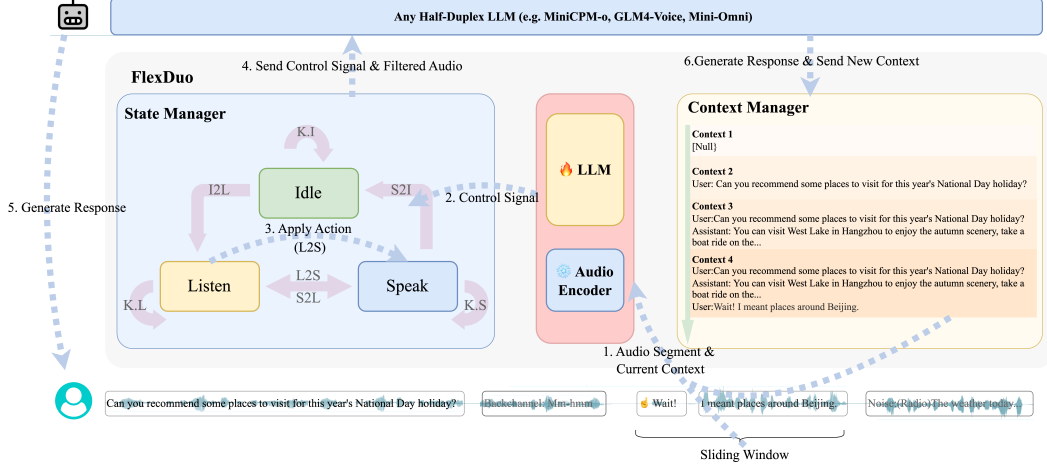 Any Half-Duplex LLM (e.g. MiniCPM-o, GLM4-Voice, Mini-Omni)
4. Send Control Signal & Filtered Audio
6.Generate Response & Send New Context
FlexDuo
State Manager
K.I
Idle
I2L
S2I
3. Apply Action
(L2S)
Listen
L2S
S2L
Speak
K.L
K.S
5. Generate Response
2. Control Signal
🔥 LLM
Audio
Encoder
1. Audio Segment &
Current Context
Context Manager
Context 1
[Null}
Context 2
User: Can you recommend some places to visit for this year's National Day holiday?
Context 3
User:Can you recommend some places to visit for this year's National Day holiday?
Assistant: You can visit West Lake in Hangzhou to enjoy the autumn scenery, take a
boat ride on the...
Context 4
User:Can you recommend some places to visit for this year's National Day holiday?
Assistant: You can visit West Lake in Hangzhou to enjoy the autumn scenery, take a
boat ride on the...
User:Wait! I meant places around Beijing.
Can you recommend some places to visit for this year's National Day holiday?
Backchannel: Mm-hmm
Wait!
I meant places around Beijing.
Noise:(Radio)The weather today...
Sliding Window